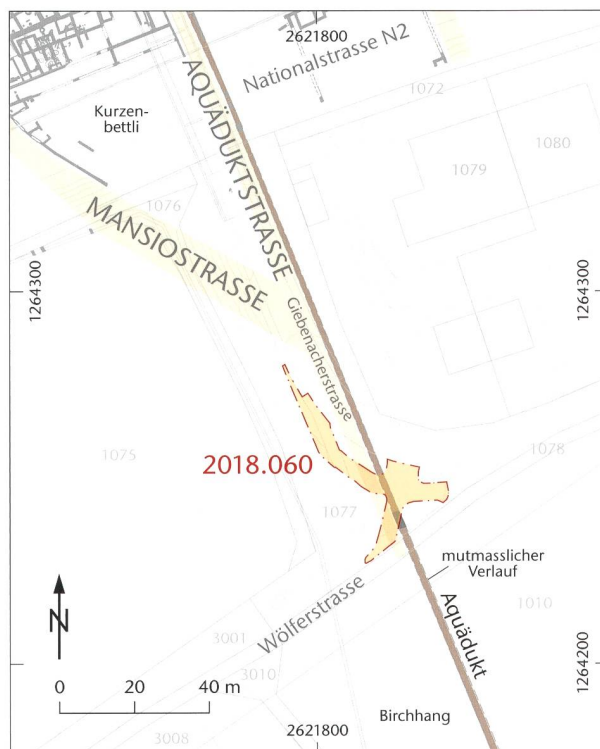 2621800
Nationalstrasse N2
1072
Kurzen-
bettli
AQUÄDUKTSTRASSE
1080
1079
1076
MANSIOSTRASSE
1264300
1264300
Giebenacherstrasse
1075
2018.060
1078
1077
mutmasslicher
Verlauf
1010
Wölferstrasse
Aquädukt
3001
3010
1264200
N
0 20 40 m
Birchhang
2621800
3008